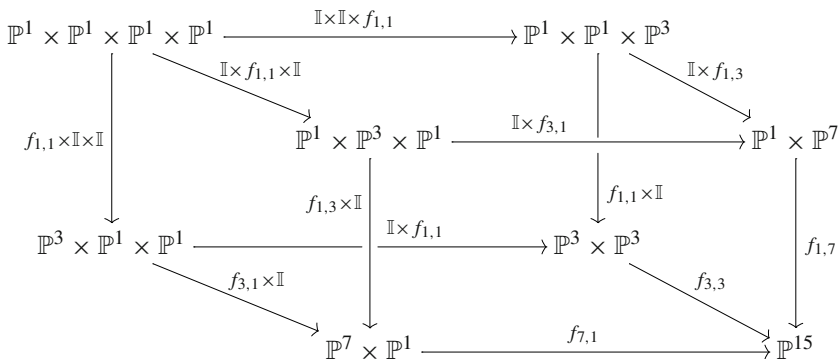 𝕀×𝕀×f₁,₁
ℙ¹ × ℙ¹ × ℙ¹ × ℙ¹ ℙ¹ × ℙ¹ × ℙ³
𝕀×f₁,₁×𝕀 𝕀×f₁,₃
f₁,₁×𝕀×𝕀 ℙ¹ × ℙ³ × ℙ¹ 𝕀×f₃,₁ ℙ¹ × ℙ⁷
f₁,₃×𝕀 f₁,₁×𝕀
𝕀×f₁,₁
ℙ³ × ℙ¹ × ℙ¹ ℙ³ × ℙ³ f₁,₇
f₃,₁×𝕀 f₃,₃
f₇,₁
ℙ⁷ × ℙ¹ ℙ¹⁵